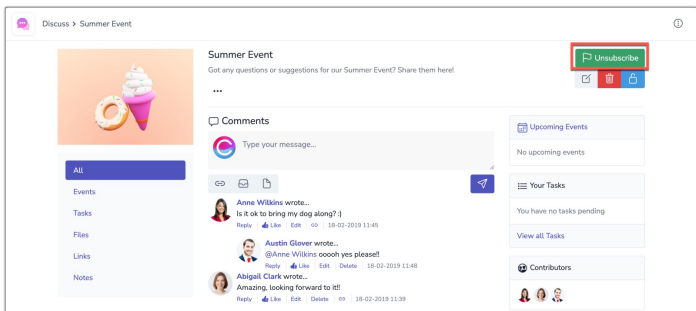 Discuss > Summer Event
Summer Event
Unsubscribe
Got any questions or suggestions for our Summer Event? Share them here!
Comments
Type your message...
All
Events
Tasks
Files
Links
Notes
Anne Wilkins wrote...
Is it ok to bring my dog along? :)
Reply Like Edit 18-02-2019 11:45
Austin Glover wrote...
@Anne Wilkins ooooh yes please!!
Reply Like Edit Delete 18-02-2019 11:48
Abigail Clark wrote...
Amazing, looking forward to it!!
Reply Like Edit Delete 18-02-2019 11:39
Upcoming Events
No upcoming events
Your Tasks
You have no tasks pending
View all Tasks
Contributors